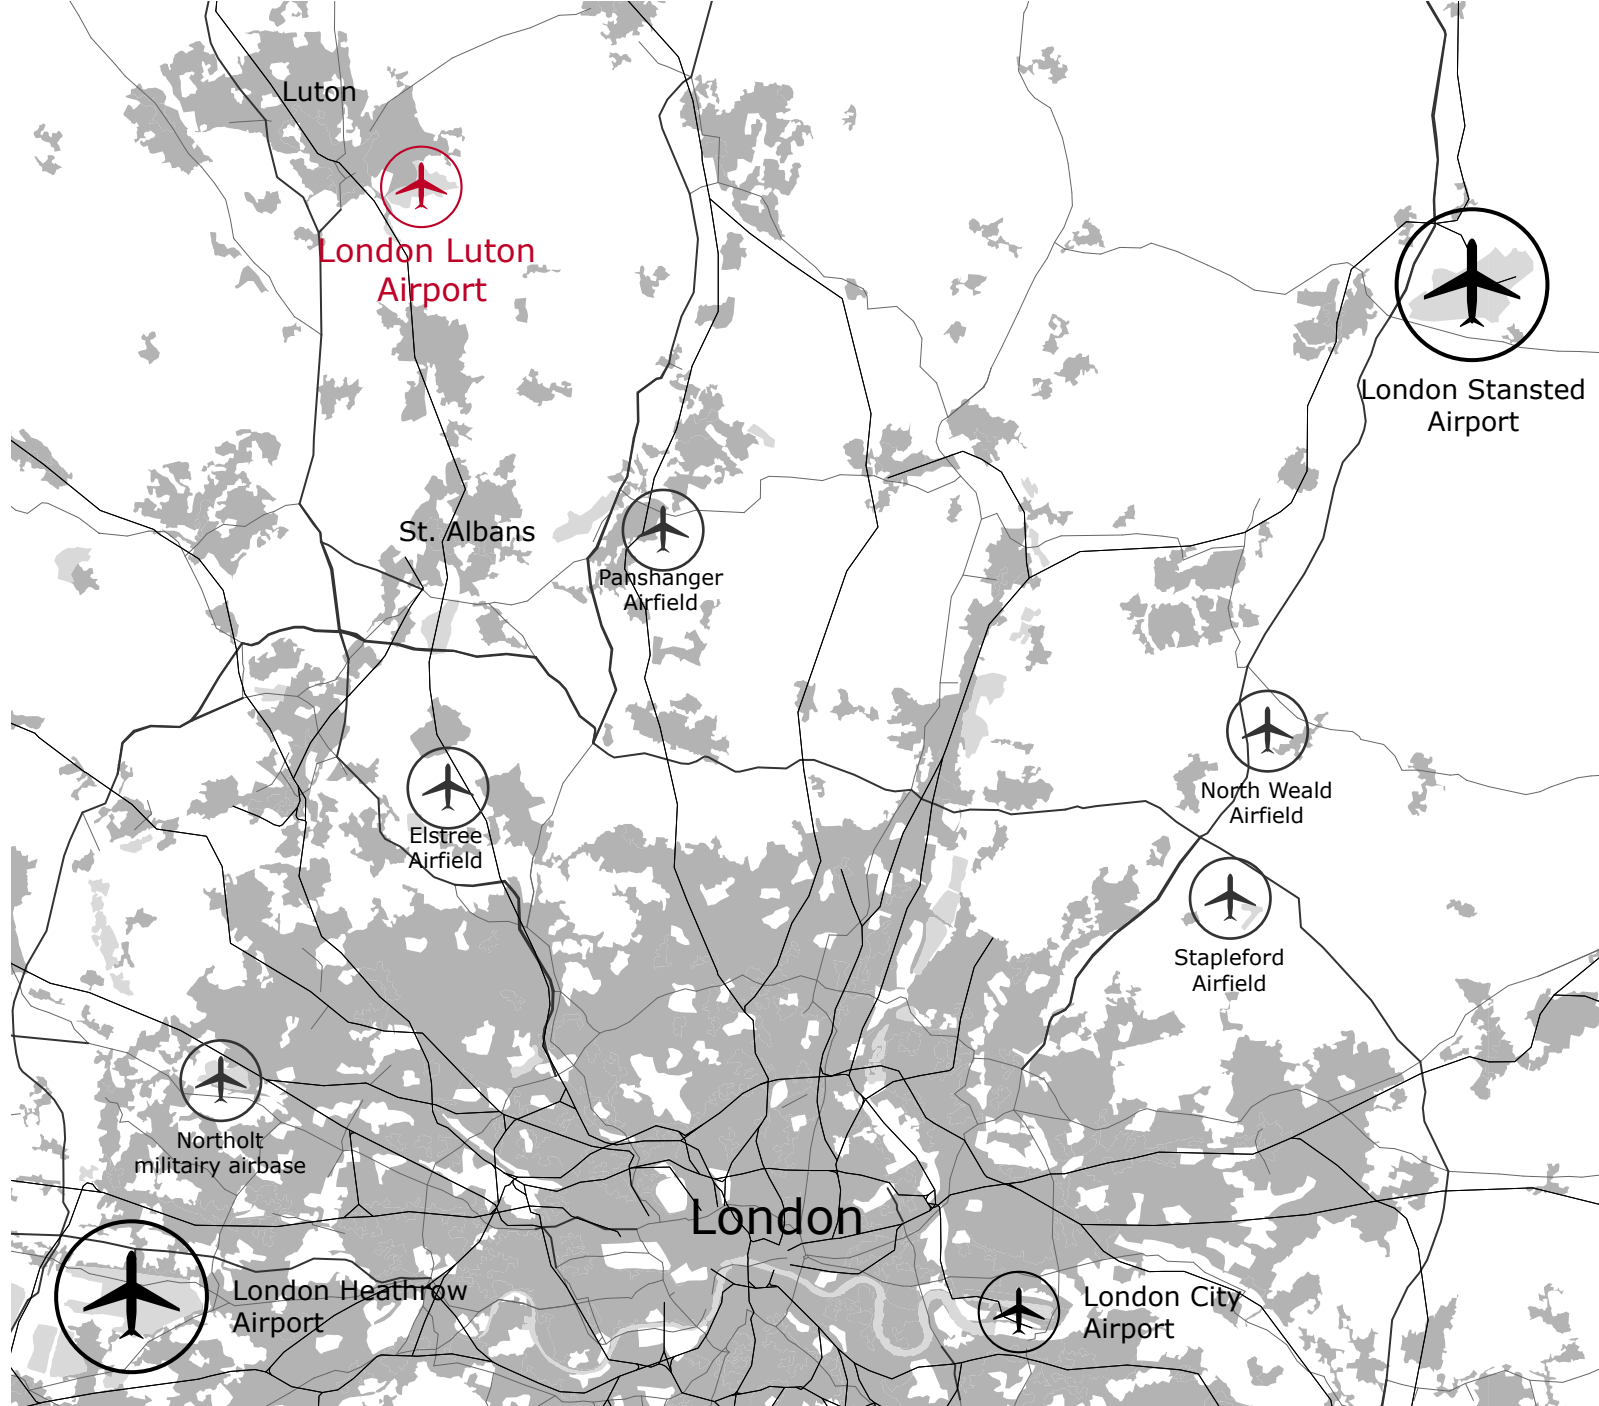 Luton
London Luton
Airport
London Stansted
Airport
St. Albans
Panshanger
Airfield
North Weald
Airfield
Elstree
Airfield
Stapleford
Airfield
Northolt
militairy airbase
London
London Heathrow
Airport
London City
Airport